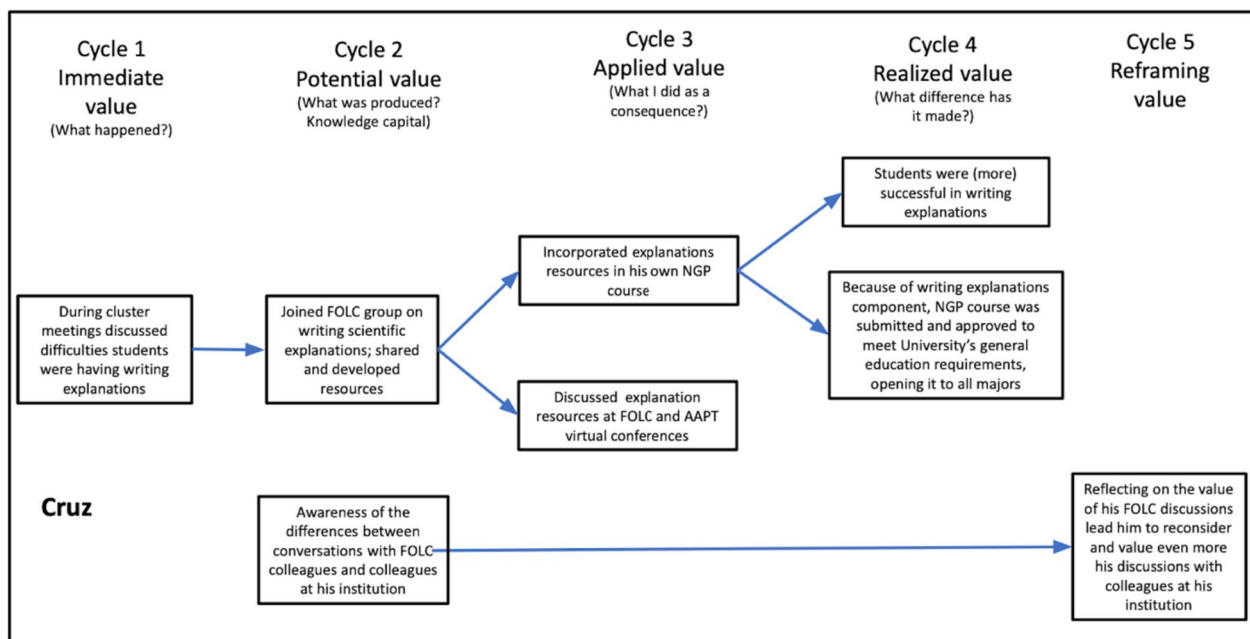 Cycle 1
Immediate
value
(What happened?)
Cycle 2
Potential value
(What was produced?
Knowledge capital)
Cycle 3
Applied value
(What I did as a
consequence?)
Cycle 4
Realized value
(What difference has
it made?)
Cycle 5
Reframing
value
During cluster
meetings discussed
difficulties students
were having writing
explanations
Joined FOLC group on
writing scientific
explanations; shared
and developed
resources
Incorporated explanations
resources in his own NGP
course
Discussed explanation
resources at FOLC and AAPT
virtual conferences
Students were (more)
successful in writing
explanations
Because of writing explanations
component, NGP course was
submitted and approved to
meet University's general
education requirements,
opening it to all majors
Cruz
Awareness of the
differences between
conversations with FOLC
colleagues and colleagues
at his institution
Reflecting on the value
of his FOLC discussions
lead him to reconsider
and value even more
his discussions with
colleagues at his
institution